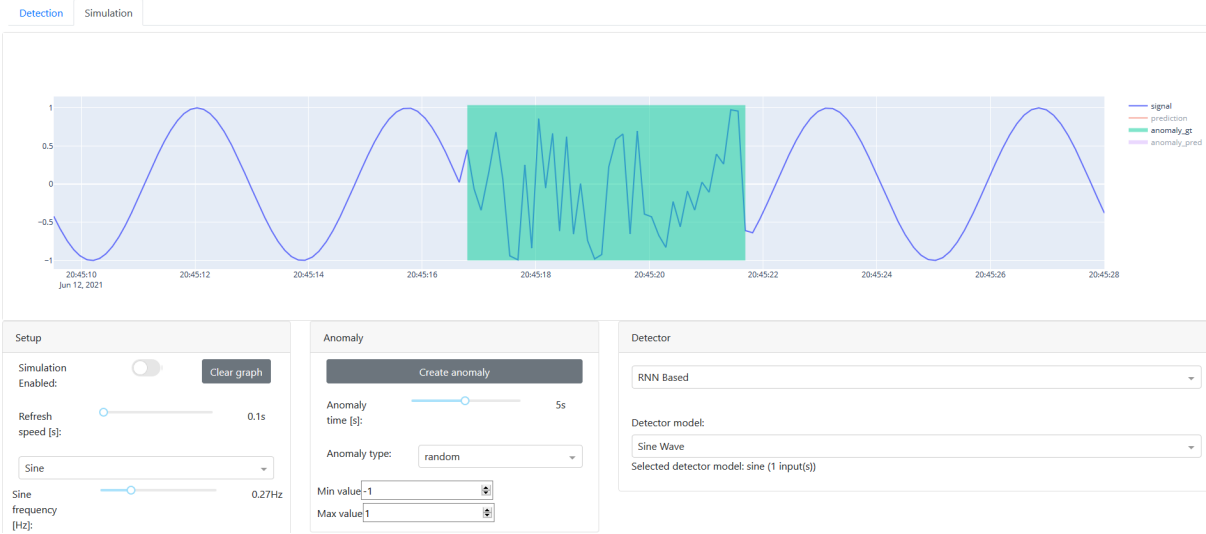 Detection Simulation
1
0.5
0
−0.5
−1
20:45:10 20:45:12 20:45:14 20:45:16 20:45:18 20:45:20 20:45:22 20:45:24 20:45:26 20:45:28
Jun 12, 2021
signal
prediction
anomaly_gt
anomaly_pred
Setup
Simulation
Enabled:
Clear graph
Refresh
speed [s]:
0.1s
Sine
Sine
frequency
[Hz]:
0.27Hz
Anomaly
Create anomaly
Anomaly
time [s]:
5s
Anomaly type:
random
Min value -1
Max value 1
Detector
RNN Based
Detector model:
Sine Wave
Selected detector model: sine (1 input(s))